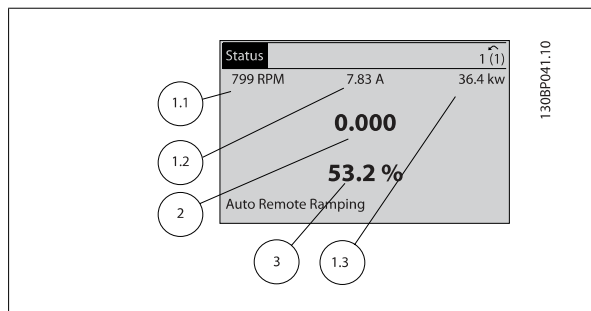 Status 1 (1)
799 RPM 7.83 A 36.4 kw
0.000
53.2 %
Auto Remote Ramping
1.1
1.2
2
3
1.3
130BP041.10